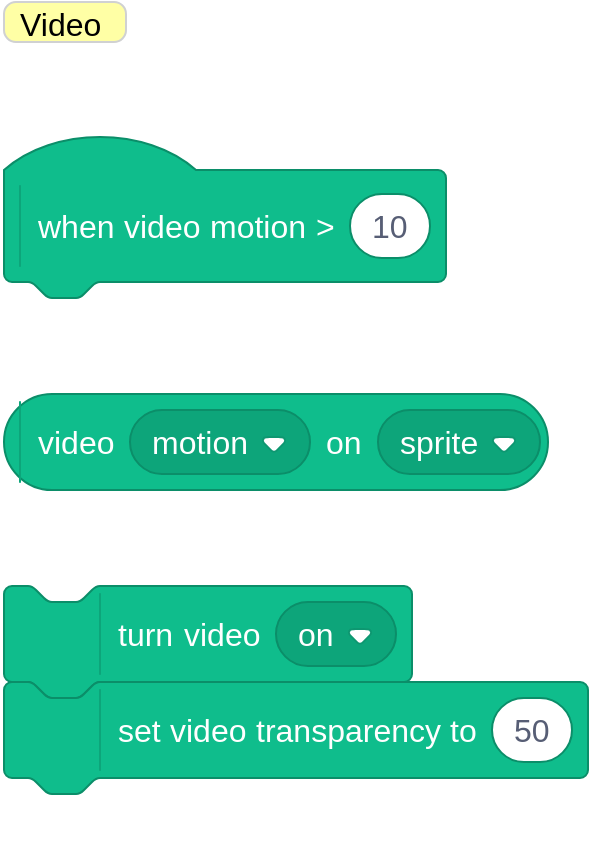 Video
when video motion > 10
video motion on sprite
turn video on
set video transparency to 50